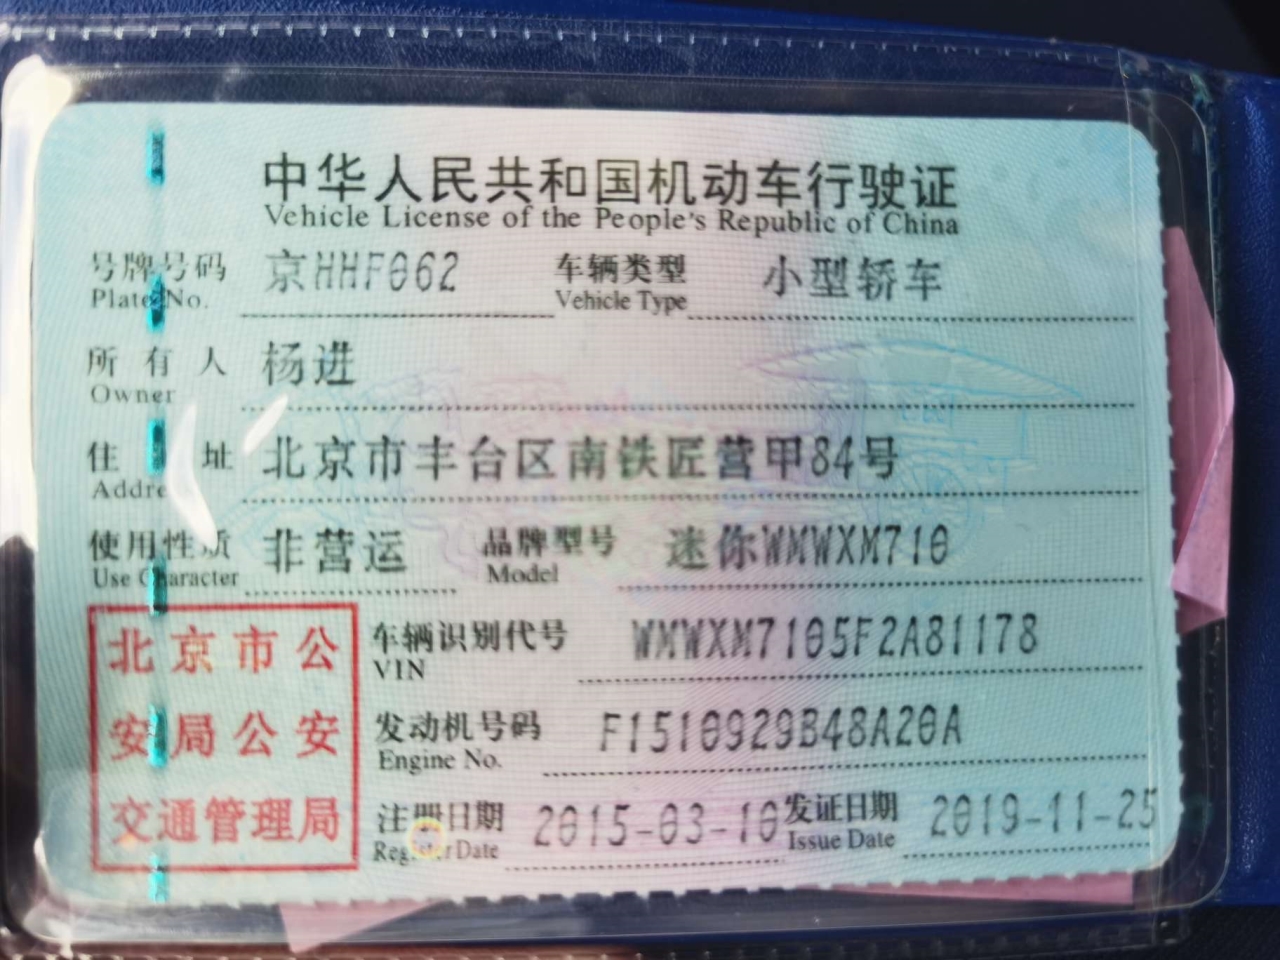 中华人民共和国机动车行驶证
Vehicle License of the People's Republic of China
号牌号码 京HHF062 车辆类型 小型轿车
Plate No. Vehicle Type
所有人 杨进
Owner
住址 北京市丰台区南铁匠营甲84号
Addre
使用性质 非营运 品牌型号 迷你WMWXM710
Use Character Model
北京市公
安局公安
交通管理局
车辆识别代号 WMWXM7105F2A81178
VIN
发动机号码 F1510929B48A20A
Engine No.
注册日期 2015-03-10 发证日期 2019-11-25
Register Date Issue Date